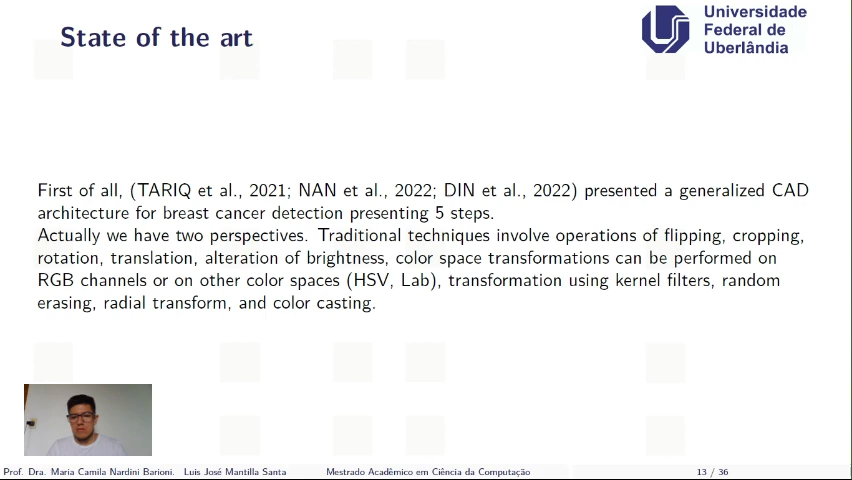 State of the art
Universidade
Federal de
Uberlândia
First of all, (TARIQ et al., 2021; NAN et al., 2022; DIN et al., 2022) presented a generalized CAD
architecture for breast cancer detection presenting 5 steps.
Actually we have two perspectives. Traditional techniques involve operations of flipping, cropping,
rotation, translation, alteration of brightness, color space transformations can be performed on
RGB channels or on other color spaces (HSV, Lab), transformation using kernel filters, random
erasing, radial transform, and color casting.
Prof. Dra. Maria Camila Nardini Barioni. Luis José Mantilla Santa Mestrado Acadêmico em Ciência da Computação 13 / 36